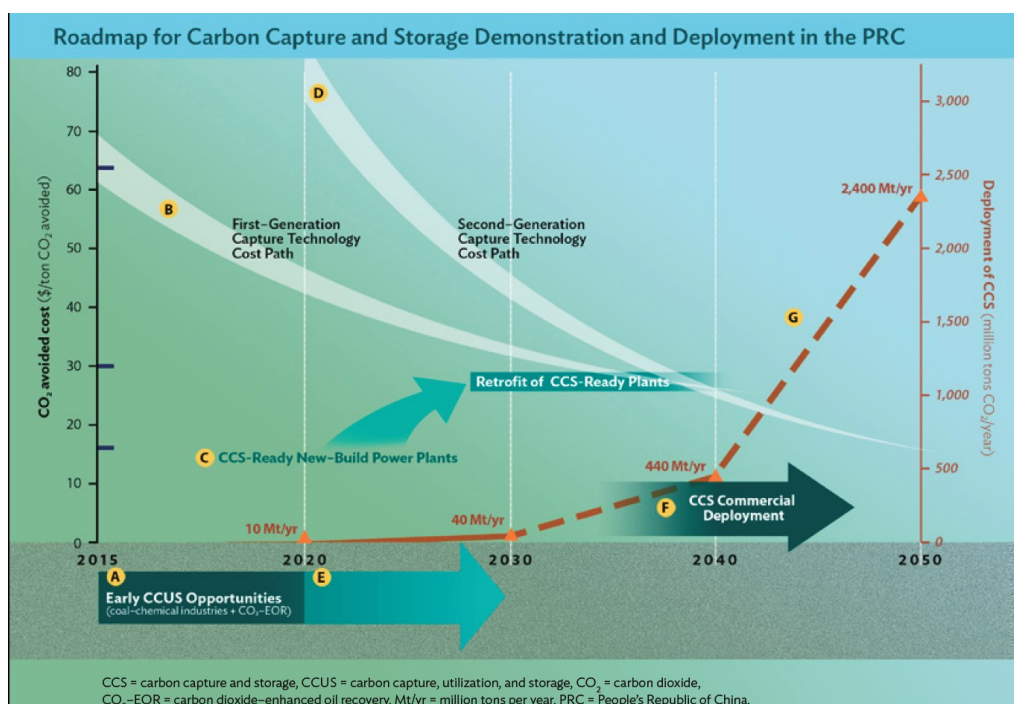 Roadmap for Carbon Capture and Storage Demonstration and Deployment in the PRC
80
70
60
50
40
30
20
10
0
CO₂ avoided cost ($/ton CO₂ avoided)
D
B
First–Generation
Capture Technology
Cost Path
Second–Generation
Capture Technology
Cost Path
3,000
2,500
2,000
1,500
1,000
500
0
Deployment of CCS (million tons CO₂/year)
2,400 Mt/yr
G
Retrofit of CCS-Ready Plants
C CCS-Ready New-Build Power Plants
440 Mt/yr
F
CCS Commercial
Deployment
10 Mt/yr
40 Mt/yr
2015 2020 2030 2040 2050
A
E
Early CCUS Opportunities
(coal–chemical industries + CO₂–EOR)
CCS = carbon capture and storage, CCUS = carbon capture, utilization, and storage, CO₂ = carbon dioxide,
CO₂–EOR = carbon dioxide–enhanced oil recovery, Mt/yr = million tons per year, PRC = People's Republic of China.